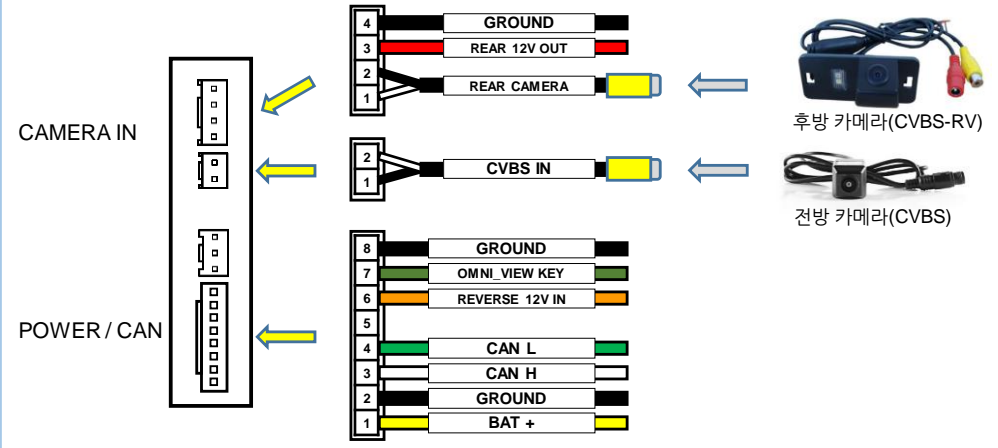 CAMERA IN
POWER / CAN
4 GROUND
3 REAR 12V OUT
2
1
REAR CAMERA
후방 카메라(CVBS-RV)
2
1
CVBS IN
전방 카메라(CVBS)
8 GROUND
7 OMNI_VIEW KEY
6 REVERSE 12V IN
5
4 CAN L
3 CAN H
2 GROUND
1 BAT +